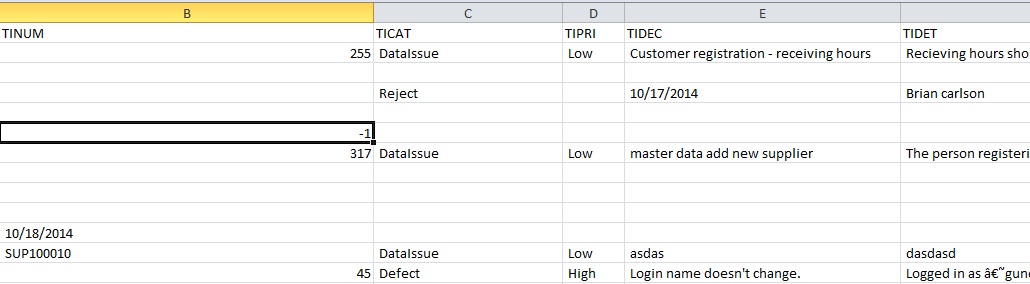 B C D E
TINUM TICAT TIPRI TIDEC TIDET
255 DataIssue Low Customer registration - receiving hours Recieving hours sho
Reject 10/17/2014 Brian carlson
-1
317 DataIssue Low master data add new supplier The person registeri
10/18/2014
SUP100010 DataIssue Low asdas dasdasd
45 Defect High Login name doesn't change. Logged in as â€˜gun